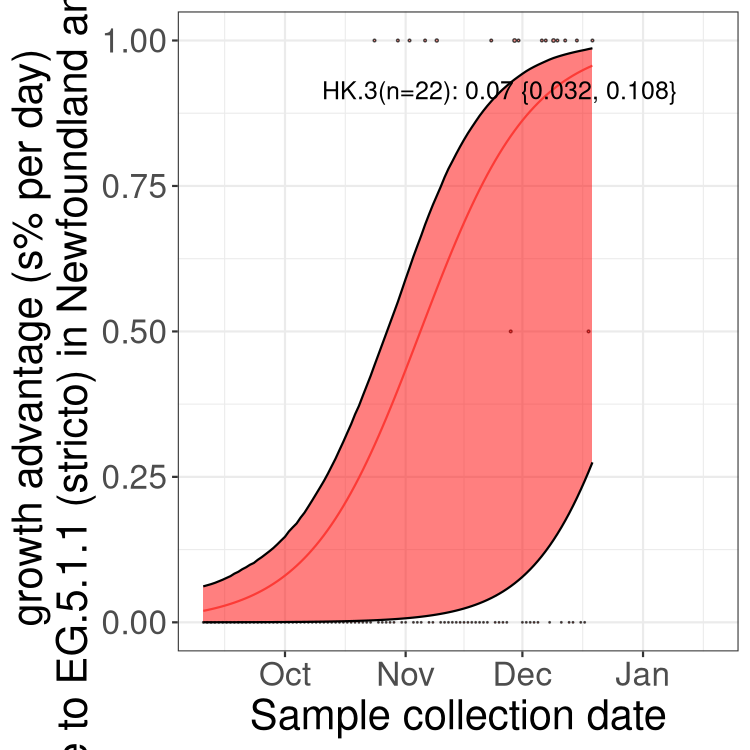 growth advantage (s% per day)
to EG.5.1.1 (stricto) in Newfoundland
1.00
0.75
0.50
0.25
0.00
HK.3(n=22): 0.07 {0.032, 0.108}
Oct Nov Dec Jan
Sample collection date